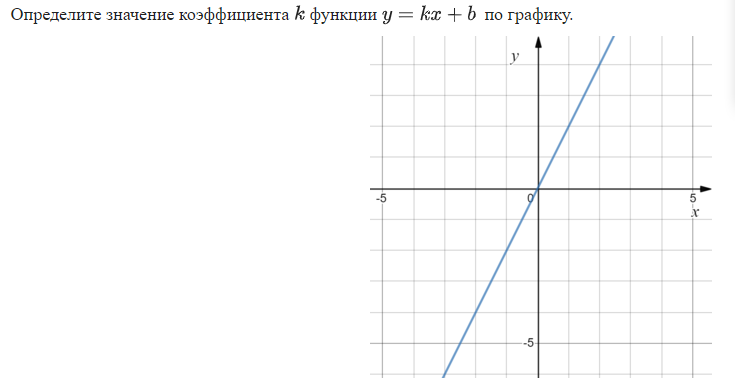 Определите значение коэффициента k функции y = kx + b по графику.
y
-5
0
5
x
-5